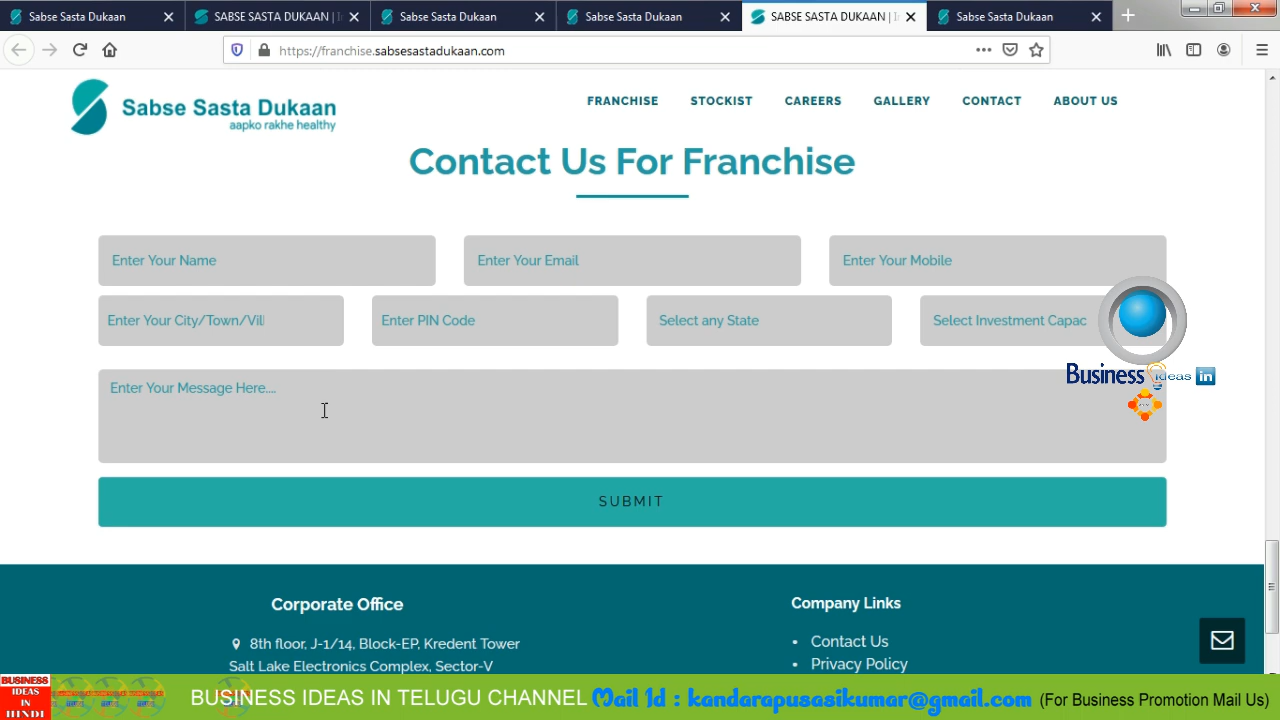 Sabse Sasta Dukaan
SABSE SASTA DUKAAN |
Sabse Sasta Dukaan
Sabse Sasta Dukaan
SABSE SASTA DUKAAN |
Sabse Sasta Dukaan
https://franchise.sabsesastadukaan.com
Sabse Sasta Dukaan
aapko rakhe healthy
FRANCHISE
STOCKIST
CAREERS
GALLERY
CONTACT
ABOUT US
Contact Us For Franchise
Enter Your Name
Enter Your Email
Enter Your Mobile
Enter Your City/Town/Vill
Enter PIN Code
Select any State
Select Investment Capac
Business ideas in
Enter Your Message Here....
SUBMIT
Corporate Office
8th floor, J-1/14, Block-EP, Kredent Tower
Salt Lake Electronics Complex, Sector-V
Company Links
• Contact Us
• Privacy Policy
BUSINESS
IDEAS
IN
HINDI
BUSINESS IDEAS IN TELUGU CHANNEL Mail Id : kandarapusasikumar@gmail.com (For Business Promotion Mail Us)